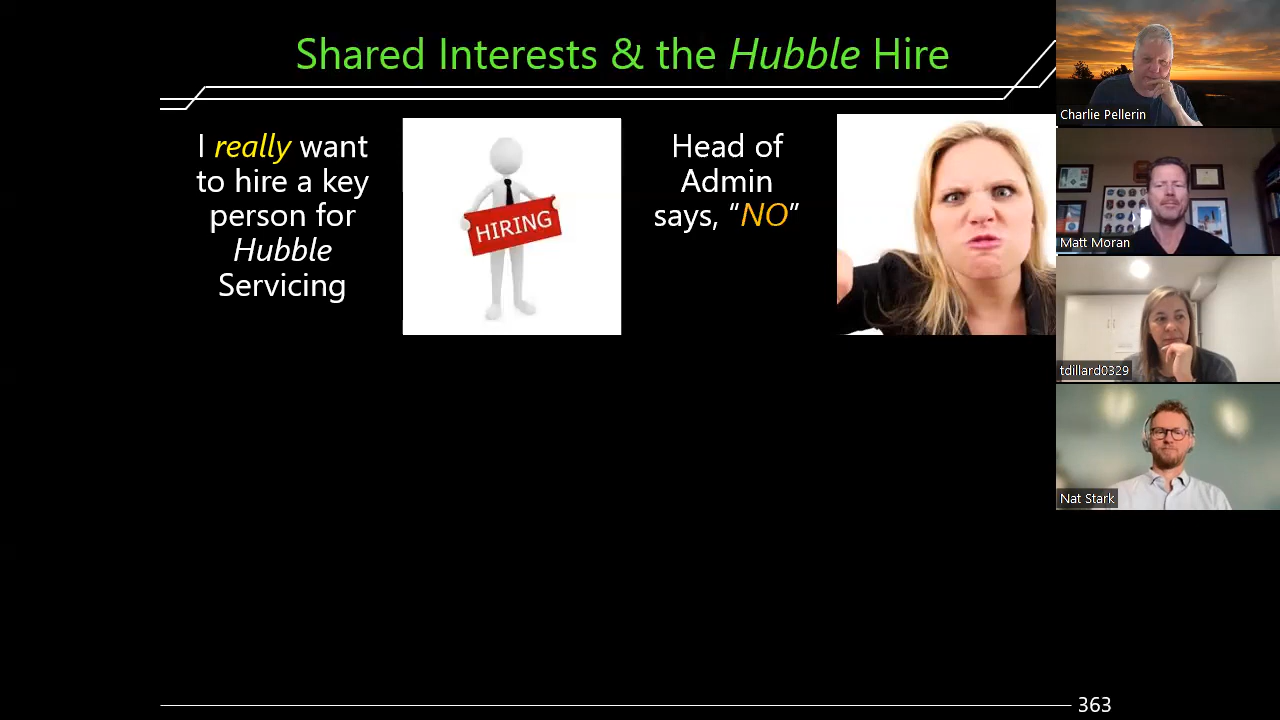 Shared Interests & the Hubble Hire
I really want
to hire a key
person for
Hubble
Servicing
HIRING
Head of
Admin
says, “NO”
Charlie Pellerin
Matt Moran
tdillard0329
Nat Stark
363